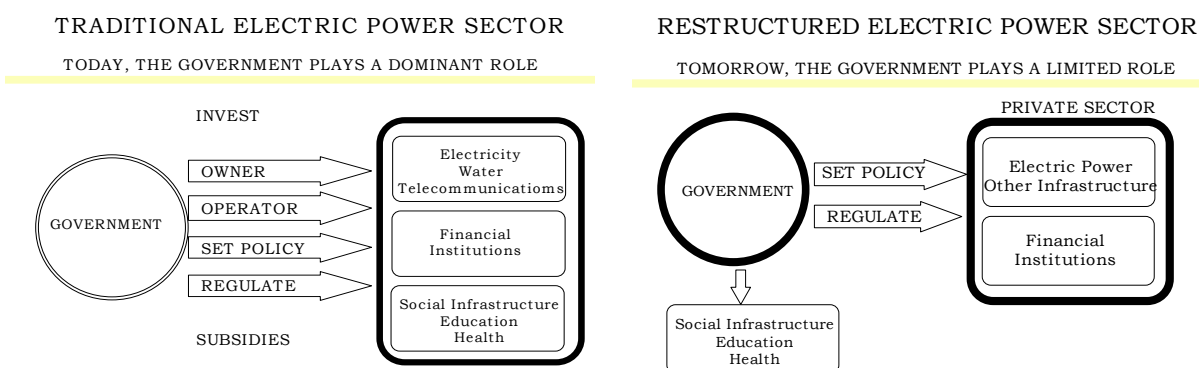 TRADITIONAL ELECTRIC POWER SECTOR
TODAY, THE GOVERNMENT PLAYS A DOMINANT ROLE
INVEST
GOVERNMENT
OWNER
OPERATOR
SET POLICY
REGULATE
SUBSIDIES
Electricity
Water
Telecommunicatioms
Financial
Institutions
Social Infrastructure
Education
Health
RESTRUCTURED ELECTRIC POWER SECTOR
TOMORROW, THE GOVERNMENT PLAYS A LIMITED ROLE
PRIVATE SECTOR
GOVERNMENT
SET POLICY
REGULATE
Electric Power
Other Infrastructure
Financial
Institutions
Social Infrastructure
Education
Health